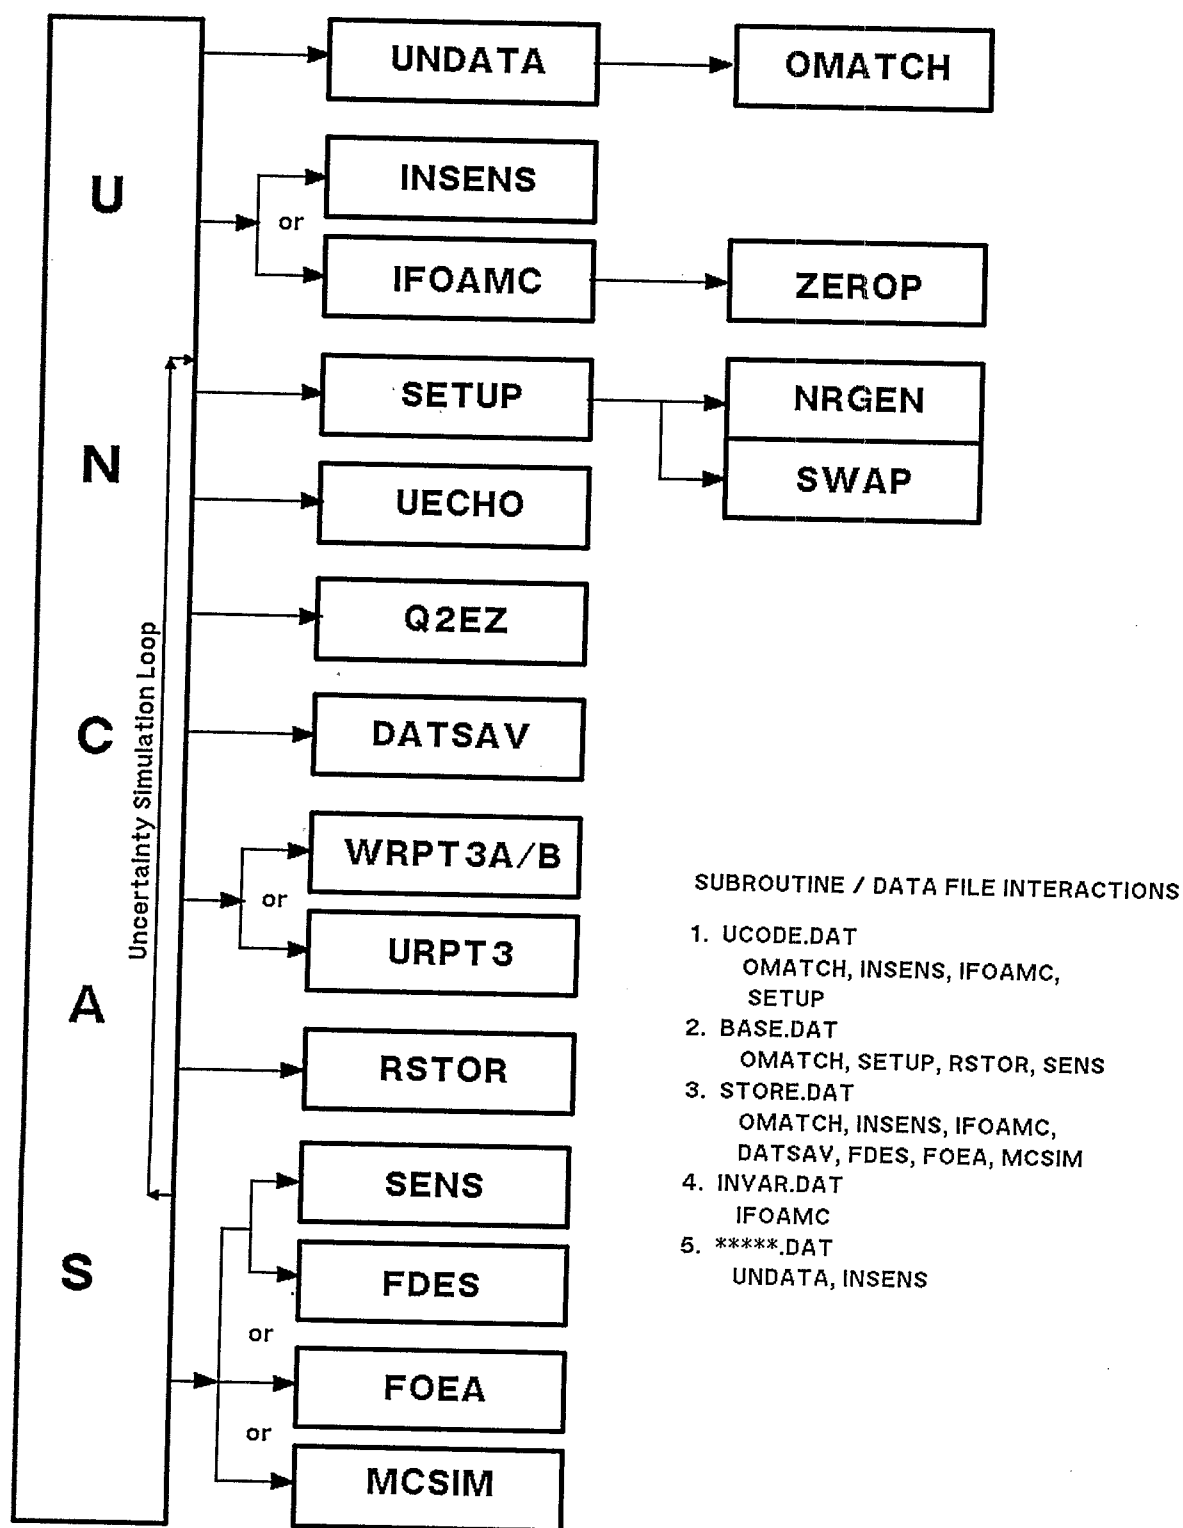 UNCAS
UNDATA
OMATCH
INSENS
or
IFOAMC
ZEROP
SETUP
NRGEN
SWAP
UECHO
Q2EZ
Uncertainty Simulation Loop
DATSAV
WRPT3A/B
or
URPT3
RSTOR
SENS
FDES
or
FOEA
or
MCSIM
SUBROUTINE / DATA FILE INTERACTIONS
1. UCODE.DAT
OMATCH, INSENS, IFOAMC,
SETUP
2. BASE.DAT
OMATCH, SETUP, RSTOR, SENS
3. STORE.DAT
OMATCH, INSENS, IFOAMC,
DATSAV, FDES, FOEA, MCSIM
4. INVAR.DAT
IFOAMC
5. *****.DAT
UNDATA, INSENS